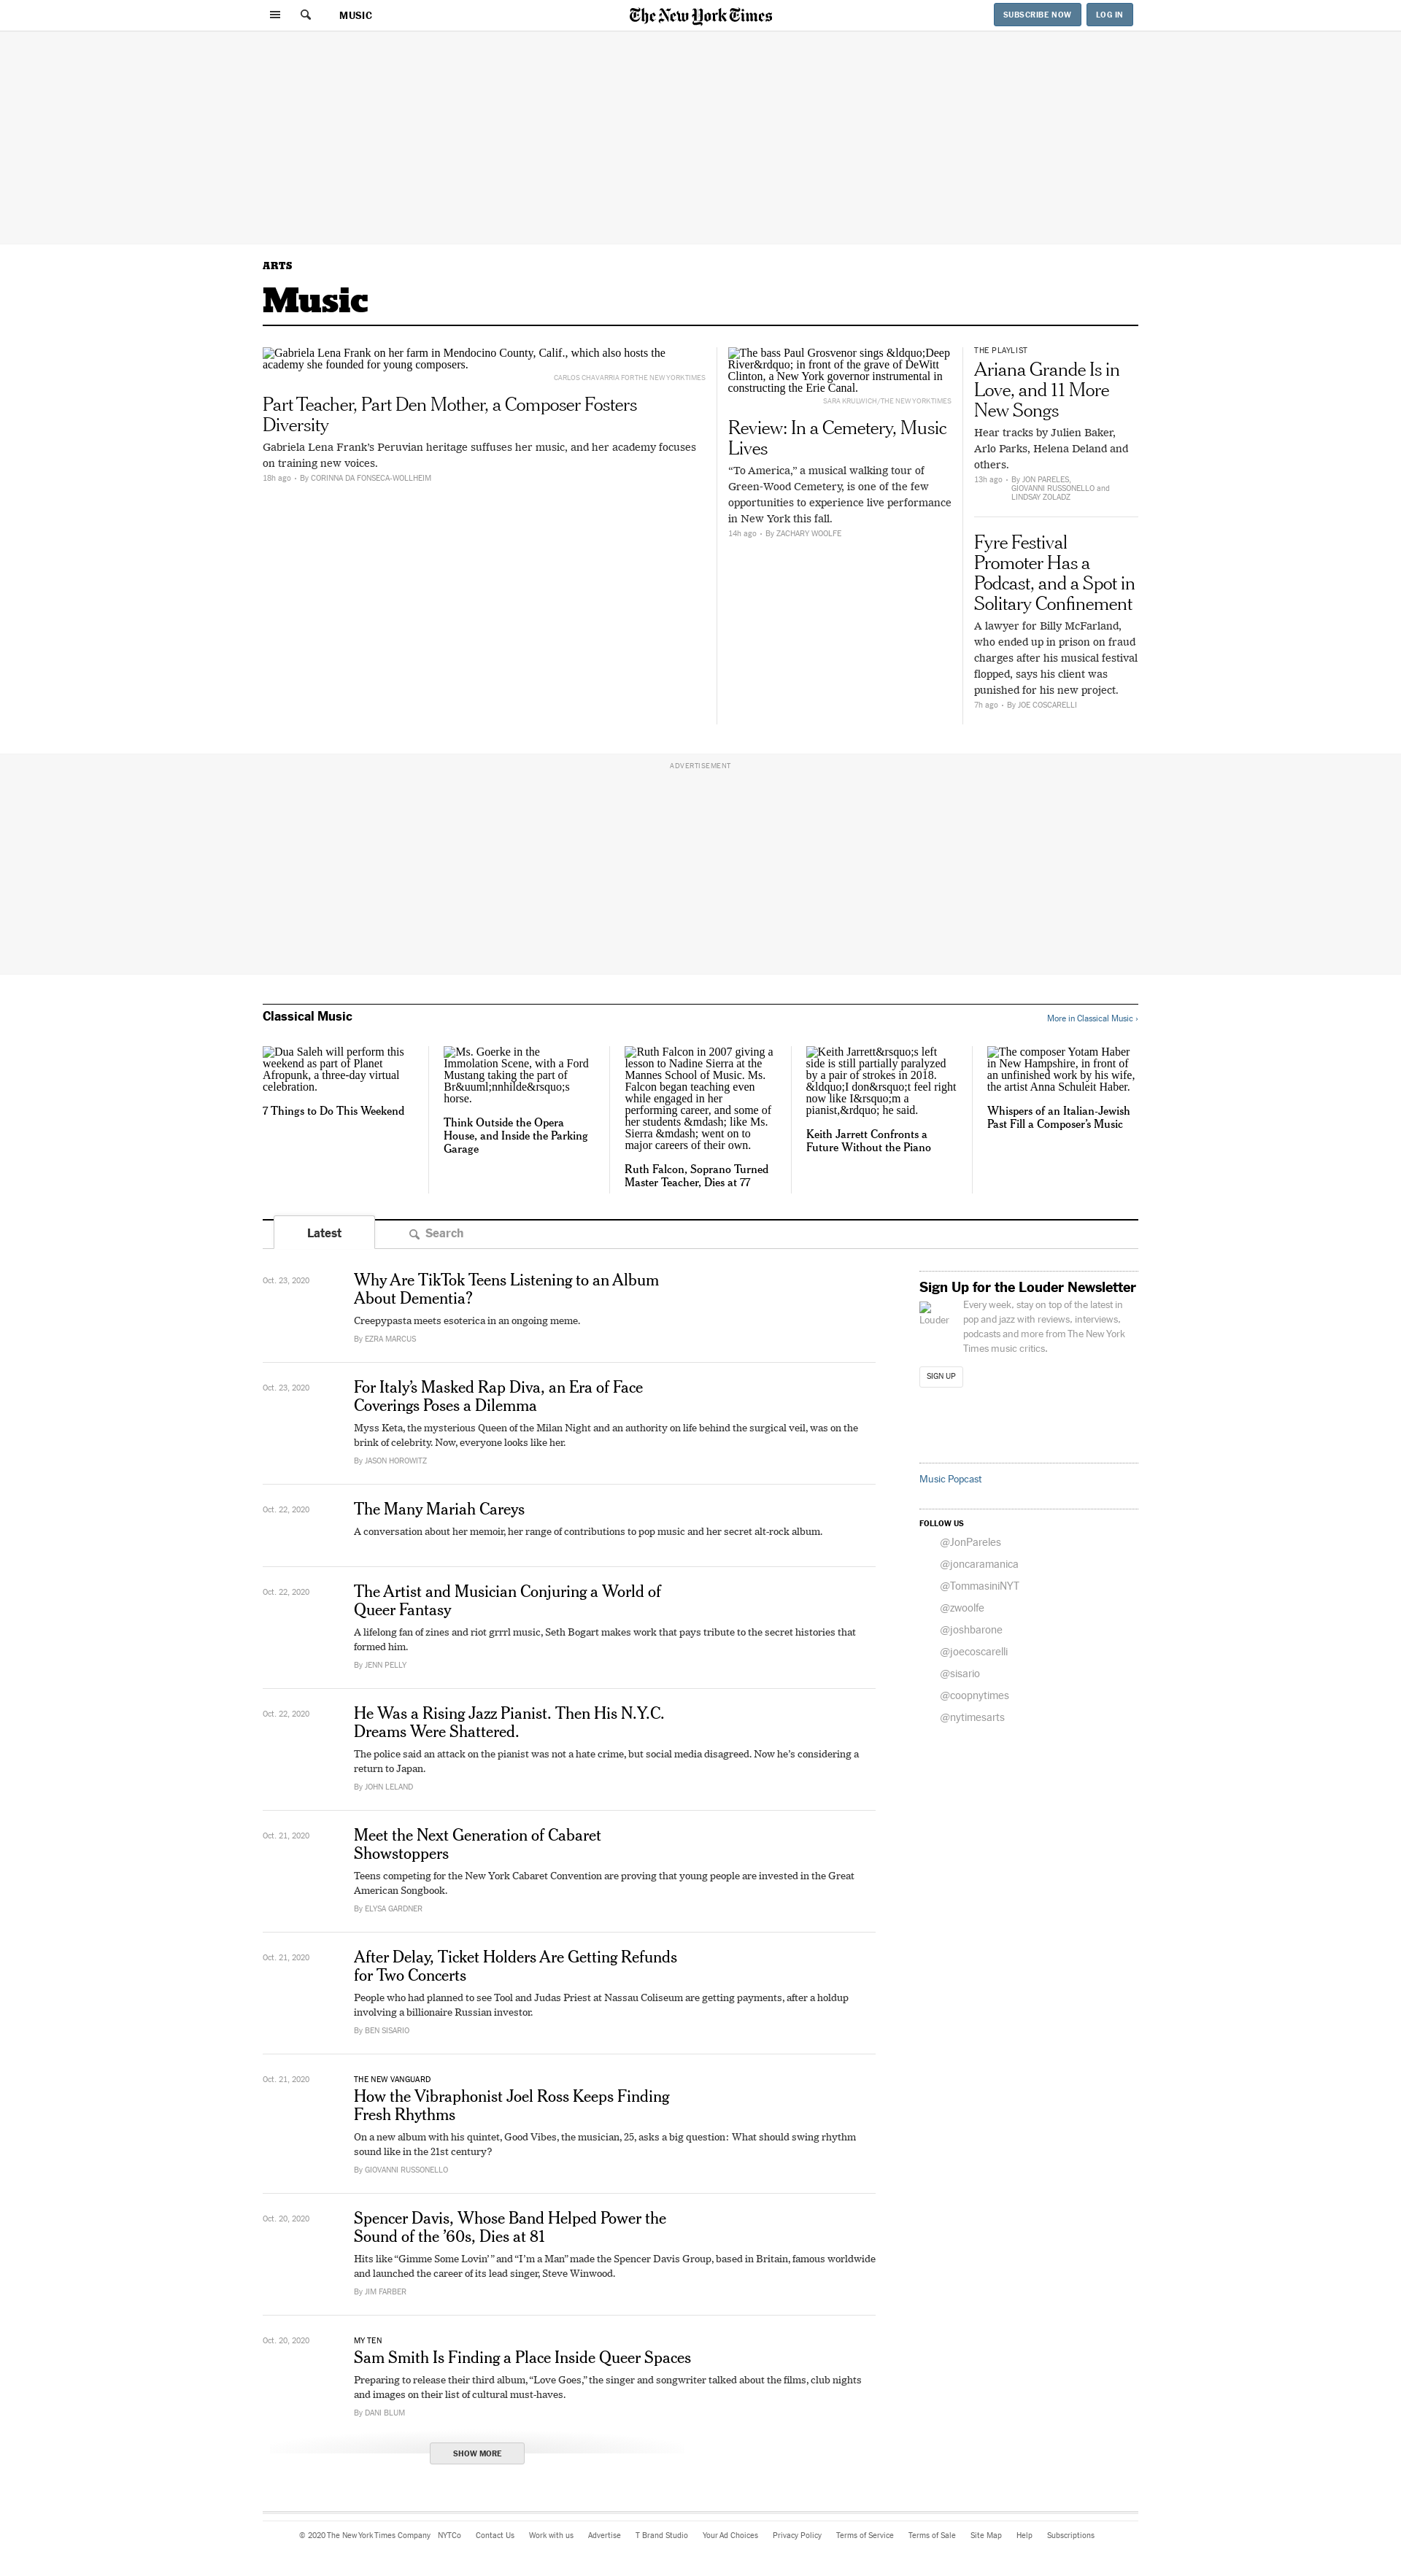 MUSIC
The New York Times
SUBSCRIBE NOW
LOG IN
ARTS
Music
Gabriela Lena Frank on her farm in Mendocino County, Calif., which also hosts the
academy she founded for young composers.
CARLOS CHAVARRIA FOR THE NEW YORK TIMES
Part Teacher, Part Den Mother, a Composer Fosters
Diversity
Gabriela Lena Frank’s Peruvian heritage suffuses her music, and her academy focuses
on training new voices.
18h ago • By CORINNA DA FONSECA-WOLLHEIM
The bass Paul Grosvenor sings &ldquo;Deep
River&rdquo; in front of the grave of DeWitt
Clinton, a New York governor instrumental in
constructing the Erie Canal.
SARA KRULWICH/THE NEW YORK TIMES
Review: In a Cemetery, Music
Lives
“To America,” a musical walking tour of
Green-Wood Cemetery, is one of the few
opportunities to experience live performance
in New York this fall.
14h ago • By ZACHARY WOOLFE
THE PLAYLIST
Ariana Grande Is in
Love, and 11 More
New Songs
Hear tracks by Julien Baker,
Arlo Parks, Helena Deland and
others.
13h ago • By JON PARELES,
GIOVANNI RUSSONELLO and
LINDSAY ZOLADZ
Fyre Festival
Promoter Has a
Podcast, and a Spot in
Solitary Confinement
A lawyer for Billy McFarland,
who ended up in prison on fraud
charges after his musical festival
flopped, says his client was
punished for his new project.
7h ago • By JOE COSCARELLI
ADVERTISEMENT
Classical Music
More in Classical Music ›
Dua Saleh will perform this
weekend as part of Planet
Afropunk, a three-day virtual
celebration.
7 Things to Do This Weekend
Ms. Goerke in the
Immolation Scene, with a Ford
Mustang taking the part of
Br&uuml;nnhilde&rsquo;s
horse.
Think Outside the Opera
House, and Inside the Parking
Garage
Ruth Falcon in 2007 giving a
lesson to Nadine Sierra at the
Mannes School of Music. Ms.
Falcon began teaching even
while engaged in her
performing career, and some of
her students &mdash; like Ms.
Sierra &mdash; went on to
major careers of their own.
Ruth Falcon, Soprano Turned
Master Teacher, Dies at 77
Keith Jarrett&rsquo;s left
side is still partially paralyzed
by a pair of strokes in 2018.
&ldquo;I don&rsquo;t feel right
now like I&rsquo;m a
pianist,&rdquo; he said.
Keith Jarrett Confronts a
Future Without the Piano
The composer Yotam Haber
in New Hampshire, in front of
an unfinished work by his wife,
the artist Anna Schuleit Haber.
Whispers of an Italian-Jewish
Past Fill a Composer’s Music
Latest
Search
Oct. 23, 2020
Why Are TikTok Teens Listening to an Album
About Dementia?
Creepypasta meets esoterica in an ongoing meme.
By EZRA MARCUS
Oct. 23, 2020
For Italy’s Masked Rap Diva, an Era of Face
Coverings Poses a Dilemma
Myss Keta, the mysterious Queen of the Milan Night and an authority on life behind the surgical veil, was on the
brink of celebrity. Now, everyone looks like her.
By JASON HOROWITZ
Oct. 22, 2020
The Many Mariah Careys
A conversation about her memoir, her range of contributions to pop music and her secret alt-rock album.
Oct. 22, 2020
The Artist and Musician Conjuring a World of
Queer Fantasy
A lifelong fan of zines and riot grrrl music, Seth Bogart makes work that pays tribute to the secret histories that
formed him.
By JENN PELLY
Oct. 22, 2020
He Was a Rising Jazz Pianist. Then His N.Y.C.
Dreams Were Shattered.
The police said an attack on the pianist was not a hate crime, but social media disagreed. Now he’s considering a
return to Japan.
By JOHN LELAND
Oct. 21, 2020
Meet the Next Generation of Cabaret
Showstoppers
Teens competing for the New York Cabaret Convention are proving that young people are invested in the Great
American Songbook.
By ELYSA GARDNER
Oct. 21, 2020
After Delay, Ticket Holders Are Getting Refunds
for Two Concerts
People who had planned to see Tool and Judas Priest at Nassau Coliseum are getting payments, after a holdup
involving a billionaire Russian investor.
By BEN SISARIO
Oct. 21, 2020
THE NEW VANGUARD
How the Vibraphonist Joel Ross Keeps Finding
Fresh Rhythms
On a new album with his quintet, Good Vibes, the musician, 25, asks a big question: What should swing rhythm
sound like in the 21st century?
By GIOVANNI RUSSONELLO
Oct. 20, 2020
Spencer Davis, Whose Band Helped Power the
Sound of the ’60s, Dies at 81
Hits like “Gimme Some Lovin’ ” and “I’m a Man” made the Spencer Davis Group, based in Britain, famous worldwide
and launched the career of its lead singer, Steve Winwood.
By JIM FARBER
Oct. 20, 2020
MY TEN
Sam Smith Is Finding a Place Inside Queer Spaces
Preparing to release their third album, “Love Goes,” the singer and songwriter talked about the films, club nights
and images on their list of cultural must-haves.
By DANI BLUM
SHOW MORE
Sign Up for the Louder Newsletter
Louder
Every week, stay on top of the latest in
pop and jazz with reviews, interviews,
podcasts and more from The New York
Times music critics.
SIGN UP
Music Popcast
FOLLOW US
@JonPareles
@joncaramanica
@TommasiniNYT
@zwoolfe
@joshbarone
@joecoscarelli
@sisario
@coopnytimes
@nytimesarts
© 2020 The New York Times Company NYTCo Contact Us Work with us Advertise T Brand Studio Your Ad Choices Privacy Policy Terms of Service Terms of Sale Site Map Help Subscriptions